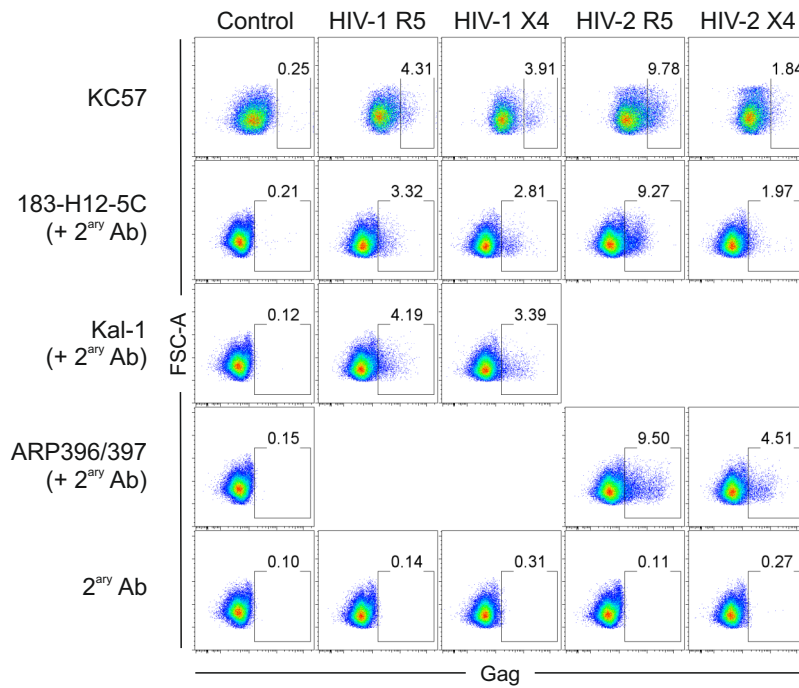 Control HIV-1 R5 HIV-1 X4 HIV-2 R5 HIV-2 X4
KC57 0.25 4.31 3.91 9.78 1.84
183-H12-5C
(+ 2ary Ab) 0.21 3.32 2.81 9.27 1.97
Kal-1
(+ 2ary Ab) 0.12 4.19 3.39
ARP396/397
(+ 2ary Ab) 0.15 9.50 4.51
2ary Ab 0.10 0.14 0.31 0.11 0.27
FSC-A
Gag